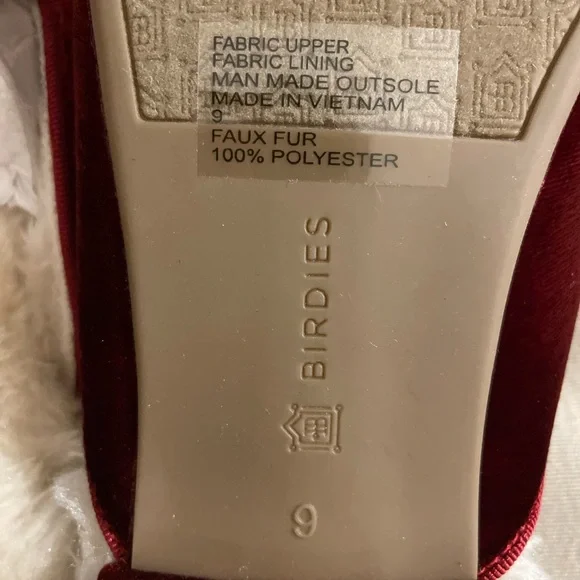 FABRIC UPPER
FABRIC LINING
MAN MADE OUTSOLE
MADE IN VIETNAM
9
FAUX FUR
100% POLYESTER
BIRDIES
9